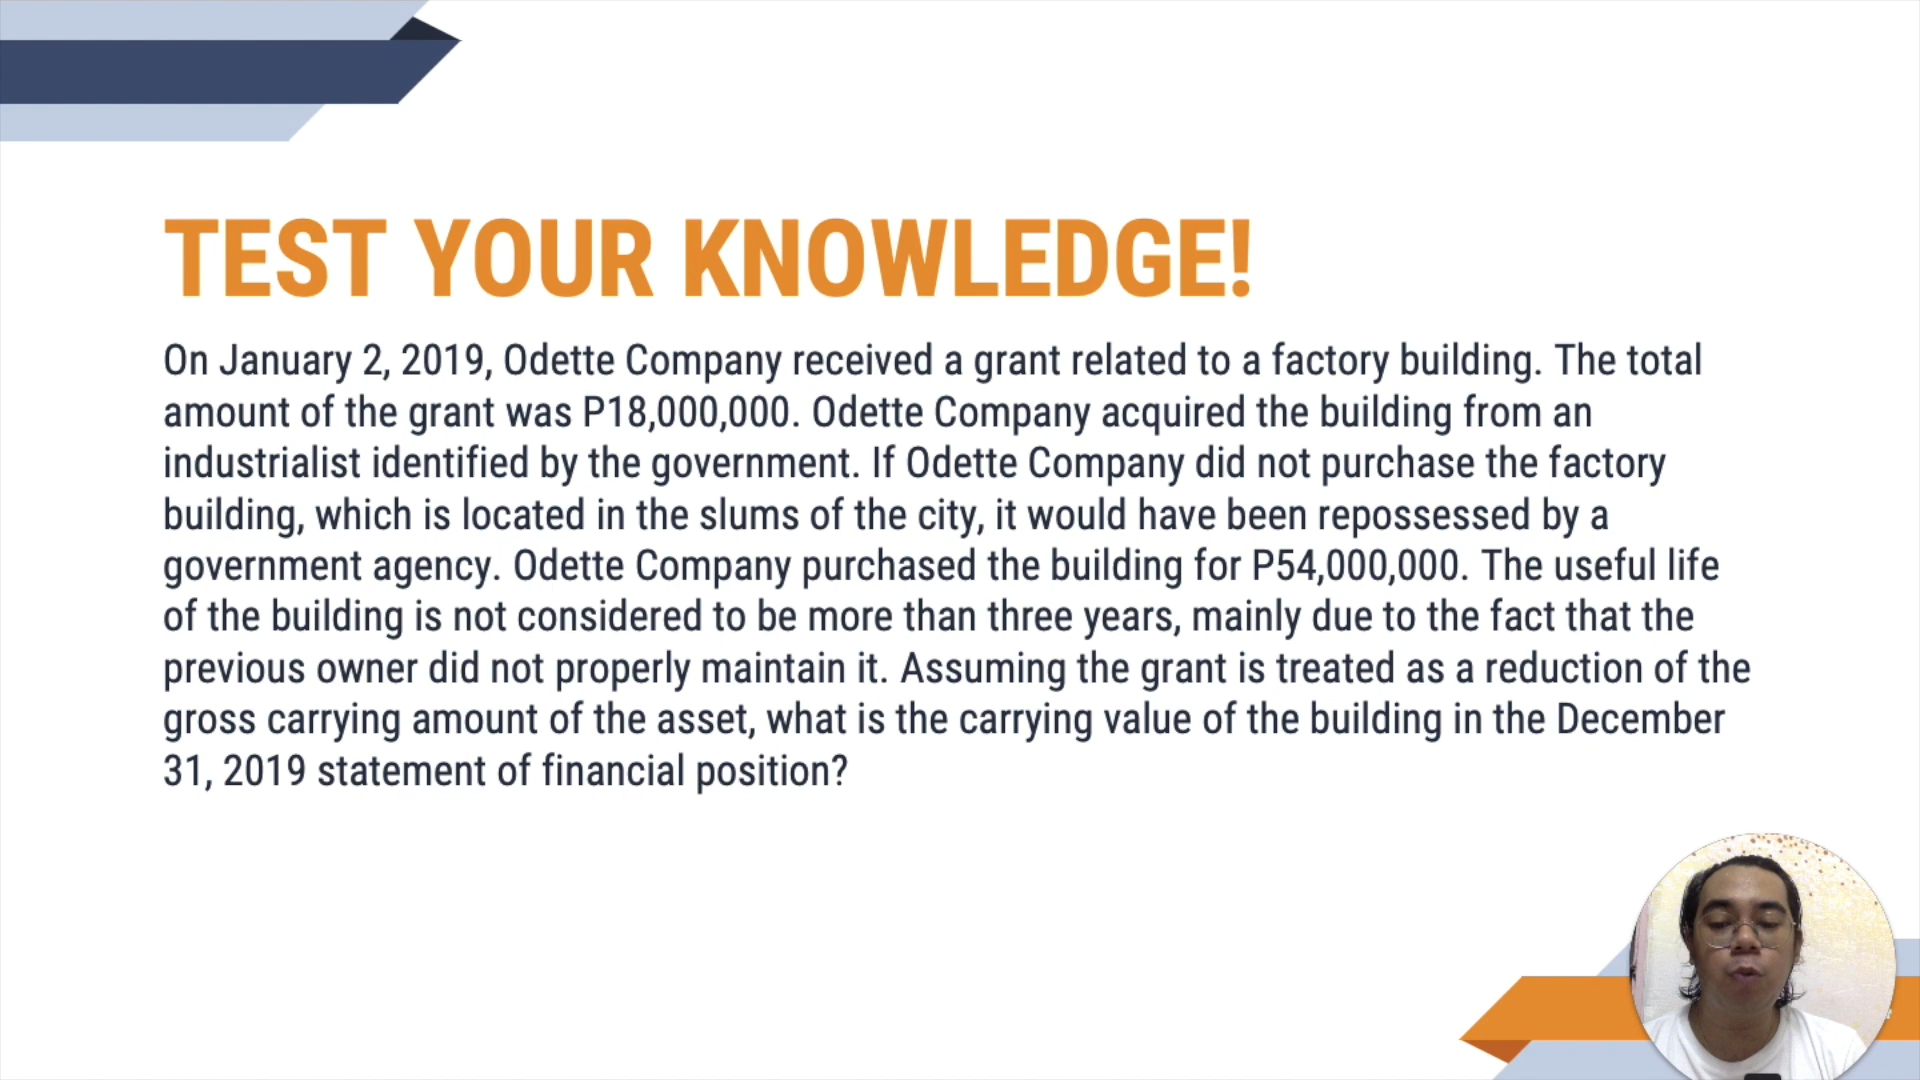 TEST YOUR KNOWLEDGE!
On January 2, 2019, Odette Company received a grant related to a factory building. The total
amount of the grant was P18,000,000. Odette Company acquired the building from an
industrialist identified by the government. If Odette Company did not purchase the factory
building, which is located in the slums of the city, it would have been repossessed by a
government agency. Odette Company purchased the building for P54,000,000. The useful life
of the building is not considered to be more than three years, mainly due to the fact that the
previous owner did not properly maintain it. Assuming the grant is treated as a reduction of the
gross carrying amount of the asset, what is the carrying value of the building in the December
31, 2019 statement of financial position?